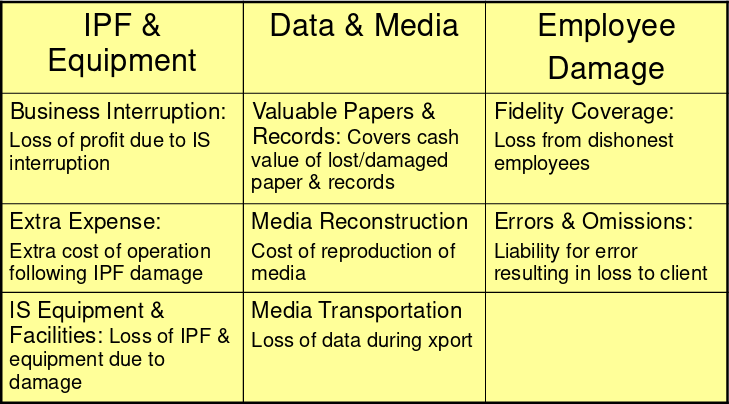 IPF &
Equipment
Data & Media
Employee
Damage
Business Interruption:
Loss of profit due to IS
interruption
Valuable Papers &
Records: Covers cash
value of lost/damaged
paper & records
Fidelity Coverage:
Loss from dishonest
employees
Extra Expense:
Extra cost of operation
following IPF damage
Media Reconstruction
Cost of reproduction of
media
Errors & Omissions:
Liability for error
resulting in loss to client
IS Equipment &
Facilities: Loss of IPF &
equipment due to
damage
Media Transportation
Loss of data during xport